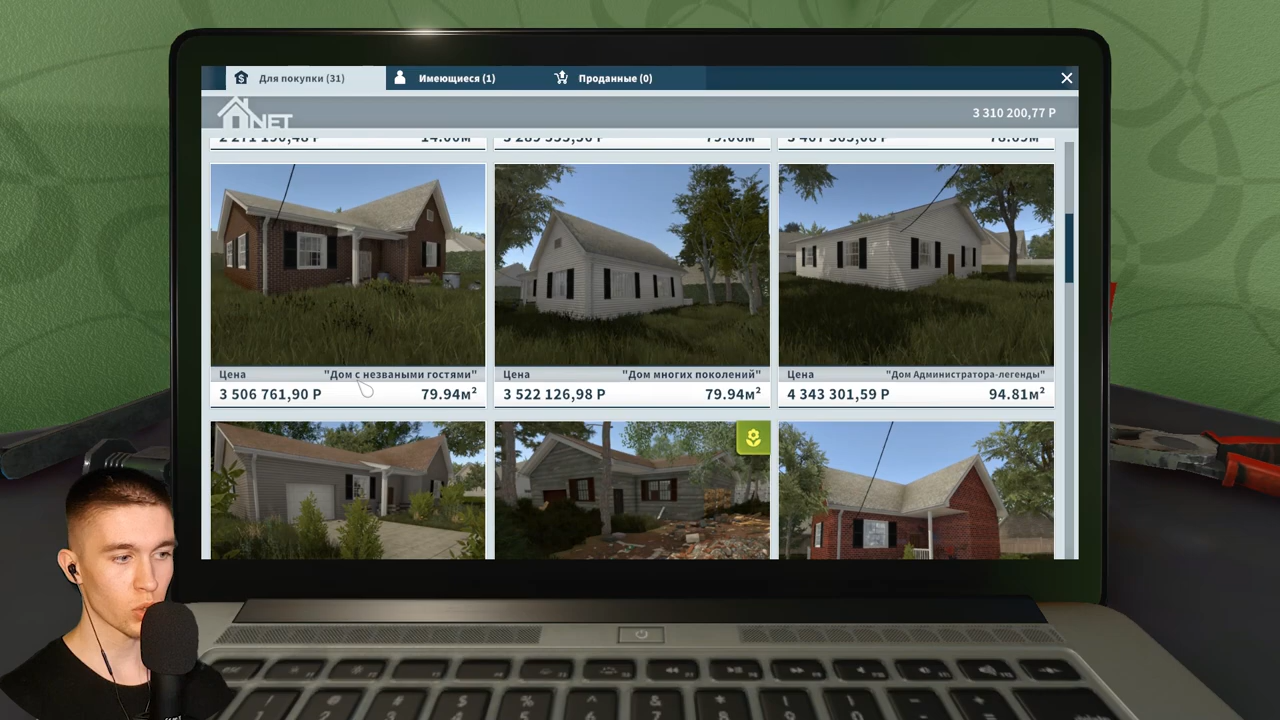 Для покупки (31)
Имеющиеся (1)
Проданные (0)
NET
3 310 200,77 Р
Цена "Дом с незваными гостями"
3 506 761,90 Р 79.94м²
Цена "Дом многих поколений"
3 522 126,98 Р 79.94м²
Цена "Дом Администратора-легенды"
4 343 301,59 Р 94.81м²